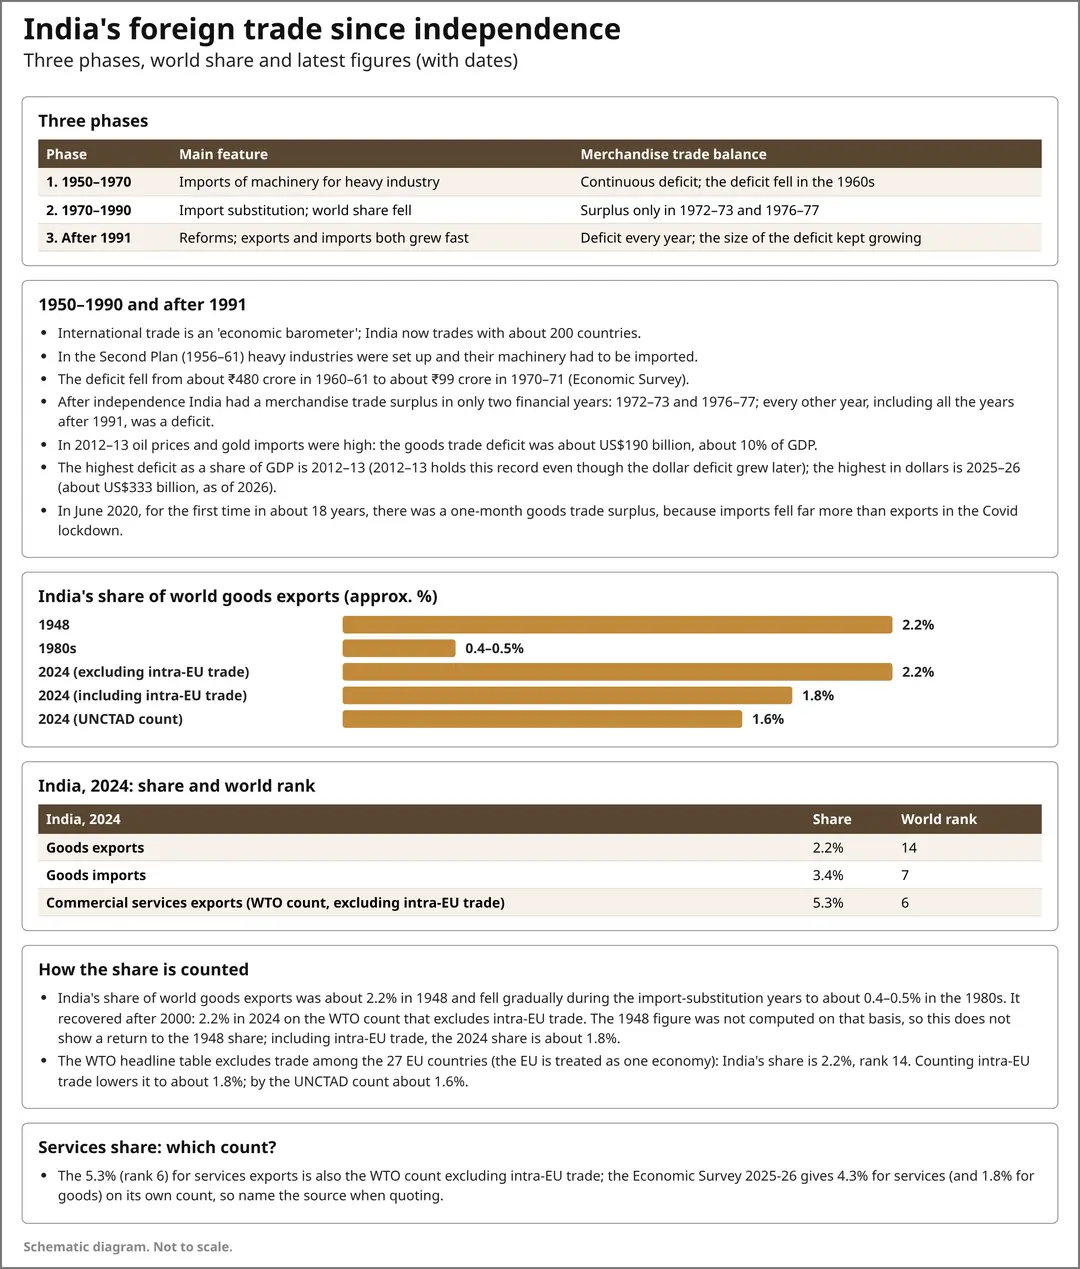 India's foreign trade since independence
Three phases, world share and latest figures (with dates)
Three phases
Phase Main feature Merchandise trade balance
1. 1950–1970 Imports of machinery for heavy industry Continuous deficit; the deficit fell in the 1960s
2. 1970–1990 Import substitution; world share fell Surplus only in 1972–73 and 1976–77
3. After 1991 Reforms; exports and imports both grew fast Deficit every year; the size of the deficit kept growing
1950–1990 and after 1991
• International trade is an 'economic barometer'; India now trades with about 200 countries.
• In the Second Plan (1956–61) heavy industries were set up and their machinery had to be imported.
• The deficit fell from about ₹480 crore in 1960–61 to about ₹99 crore in 1970–71 (Economic Survey).
• After independence India had a merchandise trade surplus in only two financial years: 1972–73 and 1976–77; every other year, including all the years
after 1991, was a deficit.
• In 2012–13 oil prices and gold imports were high: the goods trade deficit was about US$190 billion, about 10% of GDP.
• The highest deficit as a share of GDP is 2012–13 (2012–13 holds this record even though the dollar deficit grew later); the highest in dollars is 2025–26
(about US$333 billion, as of 2026).
• In June 2020, for the first time in about 18 years, there was a one-month goods trade surplus, because imports fell far more than exports in the Covid
lockdown.
India's share of world goods exports (approx. %)
1948 2.2%
1980s 0.4–0.5%
2024 (excluding intra-EU trade) 2.2%
2024 (including intra-EU trade) 1.8%
2024 (UNCTAD count) 1.6%
India, 2024: share and world rank
India, 2024 Share World rank
Goods exports 2.2% 14
Goods imports 3.4% 7
Commercial services exports (WTO count, excluding intra-EU trade) 5.3% 6
How the share is counted
• India's share of world goods exports was about 2.2% in 1948 and fell gradually during the import-substitution years to about 0.4–0.5% in the 1980s. It
recovered after 2000: 2.2% in 2024 on the WTO count that excludes intra-EU trade. The 1948 figure was not computed on that basis, so this does not
show a return to the 1948 share; including intra-EU trade, the 2024 share is about 1.8%.
• The WTO headline table excludes trade among the 27 EU countries (the EU is treated as one economy): India's share is 2.2%, rank 14. Counting intra-EU
trade lowers it to about 1.8%; by the UNCTAD count about 1.6%.
Services share: which count?
• The 5.3% (rank 6) for services exports is also the WTO count excluding intra-EU trade; the Economic Survey 2025-26 gives 4.3% for services (and 1.8% for
goods) on its own count, so name the source when quoting.
Schematic diagram. Not to scale.